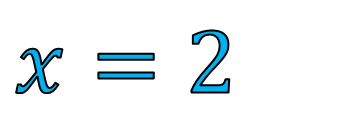 x = 2